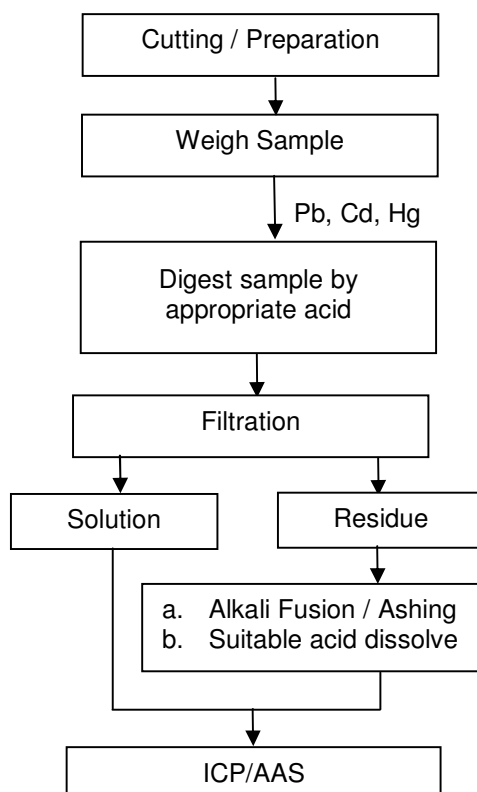 Cutting / Preparation
Weigh Sample
Pb, Cd, Hg
Digest sample by
appropriate acid
Filtration
Solution
Residue
a. Alkali Fusion / Ashing
b. Suitable acid dissolve
ICP/AAS